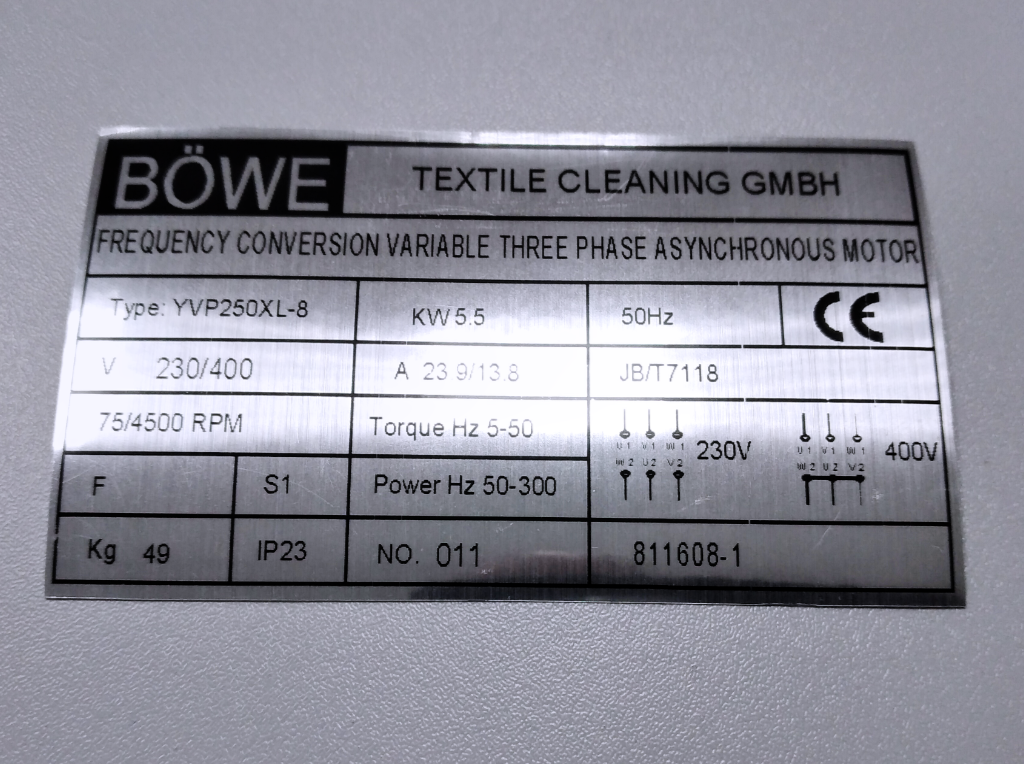 BÖWE TEXTILE CLEANING GMBH
FREQUENCY CONVERSION VARIABLE THREE PHASE ASYNCHRONOUS MOTOR
Type: YVP250XL-8 KW 5.5 50Hz CE
V 230/400 A 23.9/13.8 JB/T7118
75/4500 RPM Torque Hz 5-50
U1 V1 W1 230V U1 V1 W1 400V
W2 U2 V2 W2 U2 V2
F S1 Power Hz 50-300
Kg 49 IP23 NO. 011 811608-1